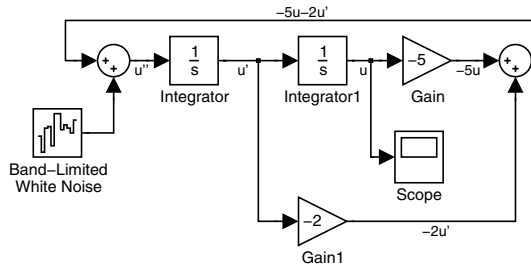 −5u−2u'
+
+
u''
1
s
Integrator
u'
1
s
Integrator1
u
−5
Gain
−5u
+
+
Band−Limited
White Noise
Scope
−2
Gain1
−2u'